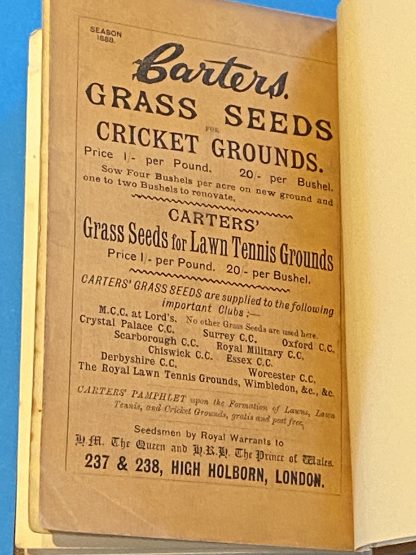 SEASON
1888.
Carters.
GRASS SEEDS
FOR
CRICKET GROUNDS.
Price 1/- per Pound. 20/- per Bushel.
Sow Four Bushels per acre on new ground and
one to two Bushels to renovate,
CARTERS'
Grass Seeds for Lawn Tennis Grounds
Price 1/- per Pound. 20/- per Bushel.
CARTERS' GRASS SEEDS are supplied to the following
important Clubs:—
M.C.C. at Lord's. No other Grass Seeds are used here.
Crystal Palace C.C. Surrey C.C. Oxford C.C.
Scarborough C.C. Royal Military C.C.
Chiswick C.C. Essex C.C.
Derbyshire C.C. Worcester C.C.
The Royal Lawn Tennis Grounds, Wimbledon, &c., &c.
CARTERS' PAMPHLET upon the Formation of Lawns, Lawn
Tennis, and Cricket Grounds, gratis and post free,
Seedsmen by Royal Warrants to
H.M. The Queen and H.R.H. The Prince of Wales.
237 & 238, HIGH HOLBORN, LONDON.